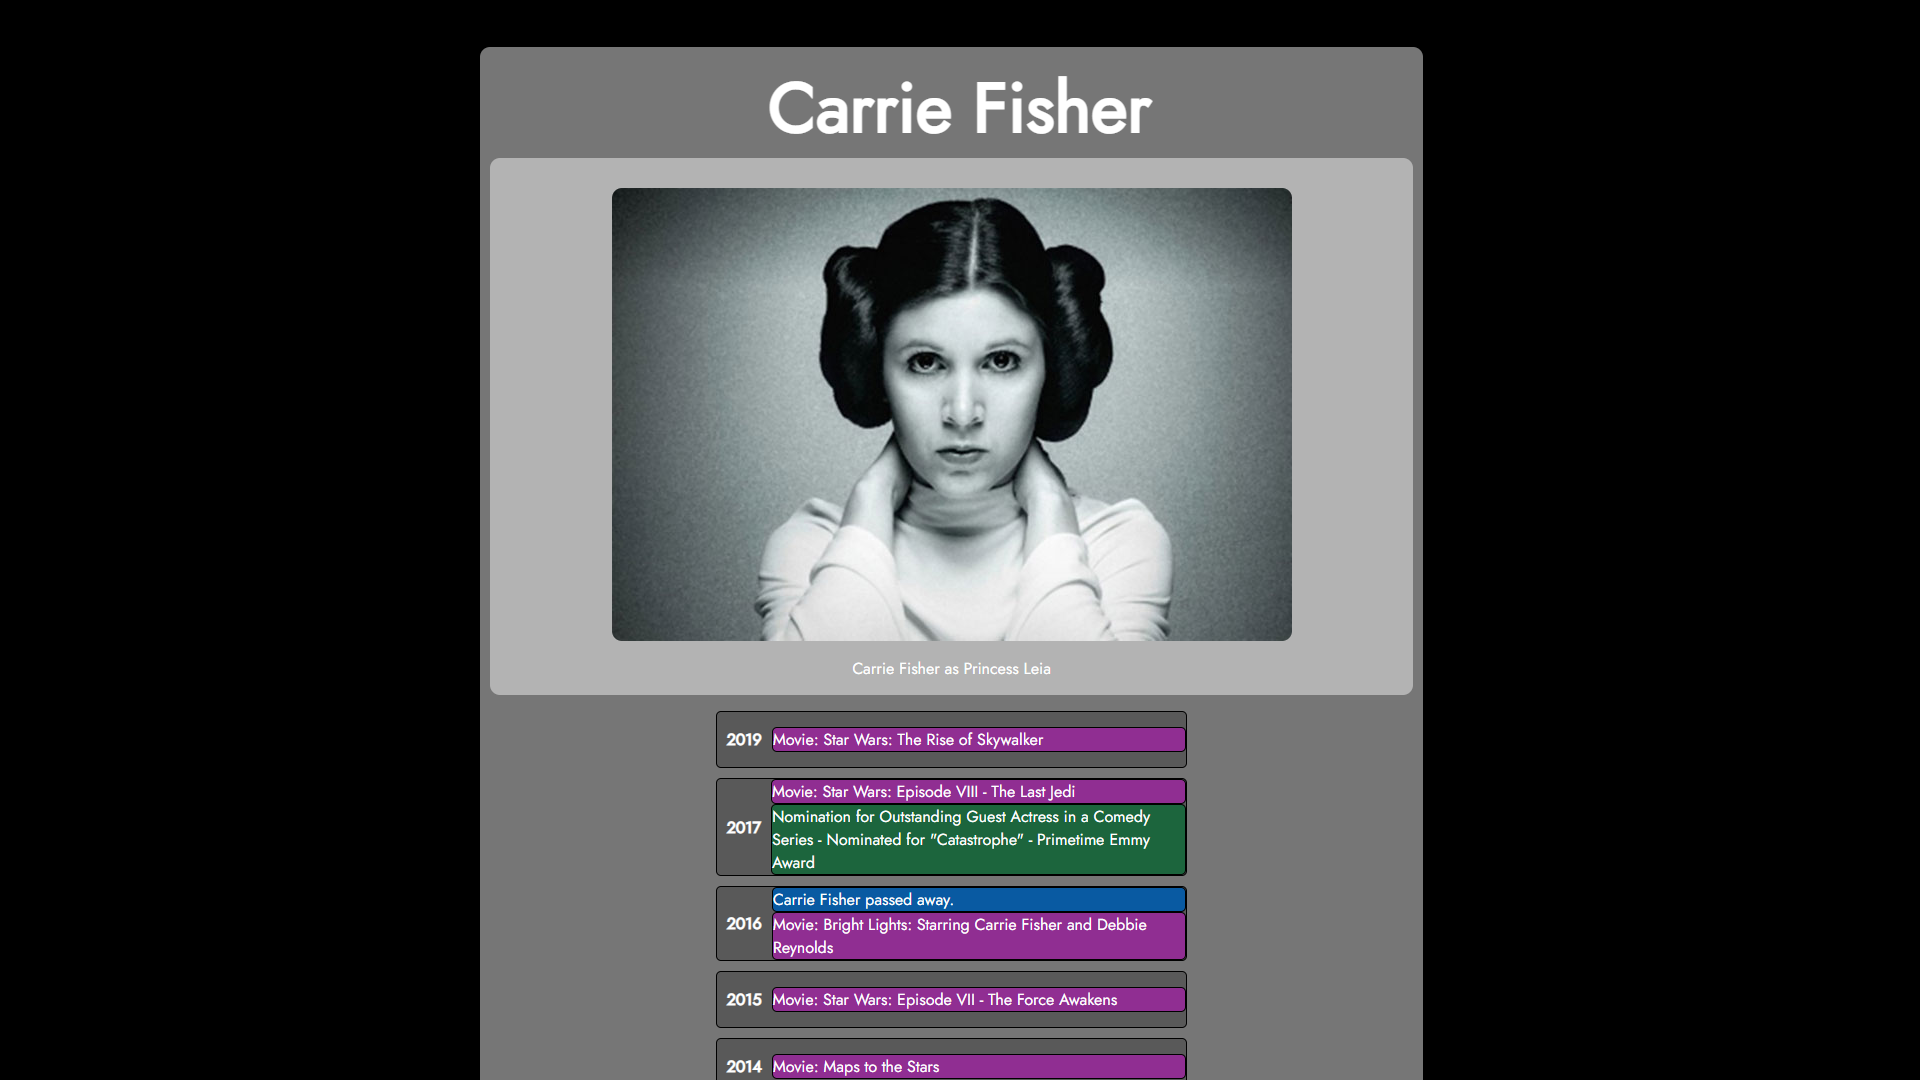 Carrie Fisher
Carrie Fisher as Princess Leia
2019
Movie: Star Wars: The Rise of Skywalker
2017
Movie: Star Wars: Episode VIII - The Last Jedi
Nomination for Outstanding Guest Actress in a Comedy
Series - Nominated for "Catastrophe" - Primetime Emmy
Award
2016
Carrie Fisher passed away.
Movie: Bright Lights: Starring Carrie Fisher and Debbie
Reynolds
2015
Movie: Star Wars: Episode VII - The Force Awakens
2014
Movie: Maps to the Stars